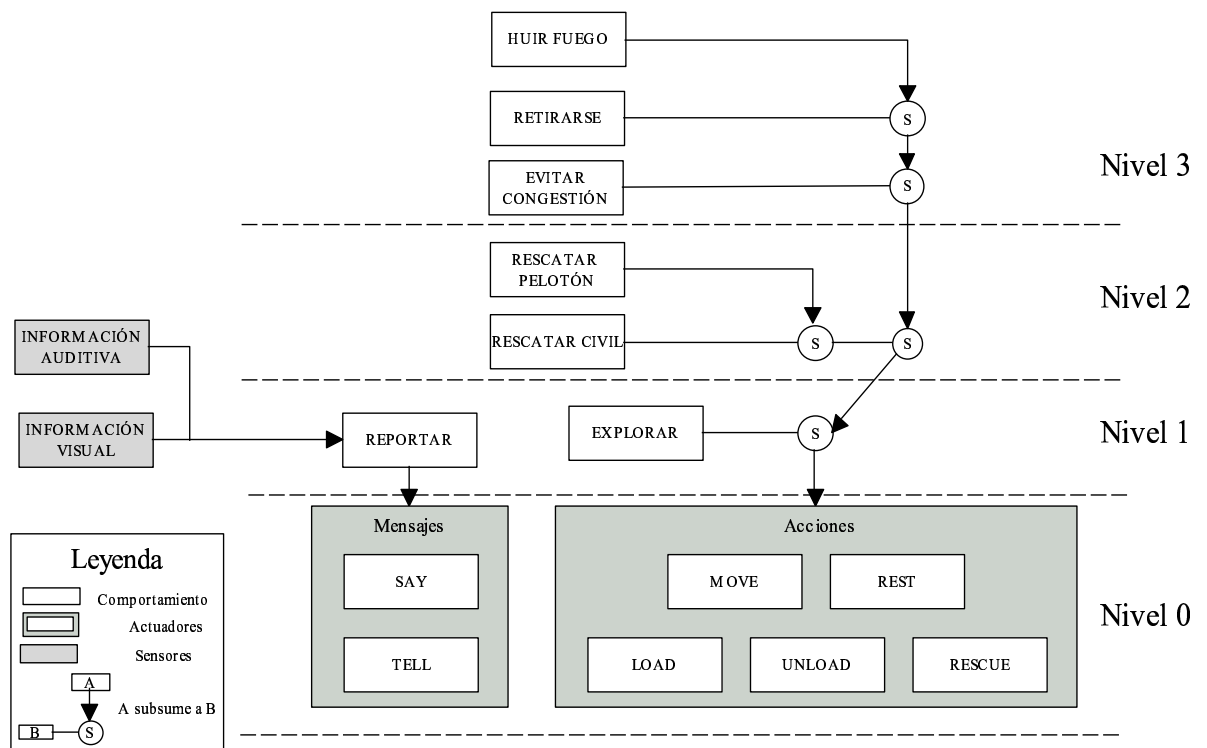 HUIR FUEGO
S
RETIRARSE
S
EVITAR
CONGESTIÓN
Nivel 3
RESCATAR
PELOTÓN
Nivel 2
RESCATAR CIVIL
S
S
INFORMACIÓN
AUDITIVA
INFORMACIÓN
VISUAL
REPORTAR
EXPLORAR
S
Nivel 1
Mensajes
SAY
TELL
Acciones
MOVE
REST
LOAD
UNLOAD
RESCUE
Nivel 0
Leyenda
Comportamiento
Actuadores
Sensores
A
A subsume a B
B
S